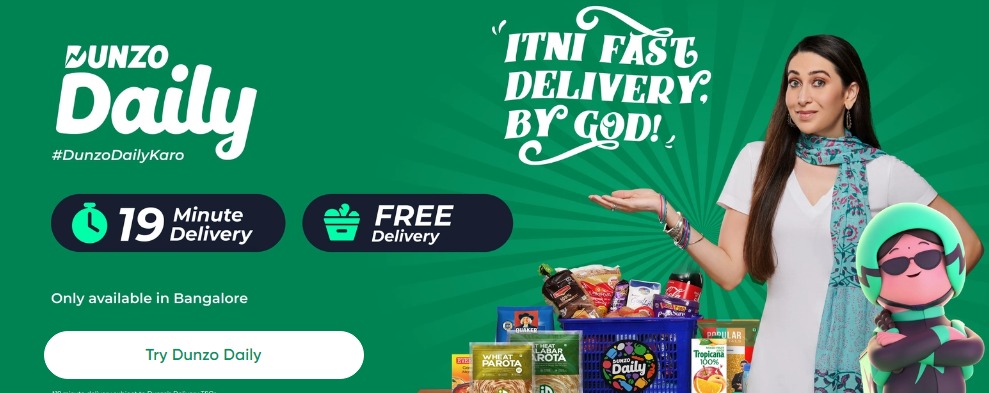 DUNZO
Daily
#DunzoDailyKaro
19 Minute Delivery
FREE Delivery
Only available in Bangalore
Try Dunzo Daily
"ITNI FAST
DELIVERY,
BY GOD!"
QUAKER
WHEAT
PAROTA
WHEAT
MALABAR
PAROTA
DUNZO
Daily
POPULAR
Tropicana
100%